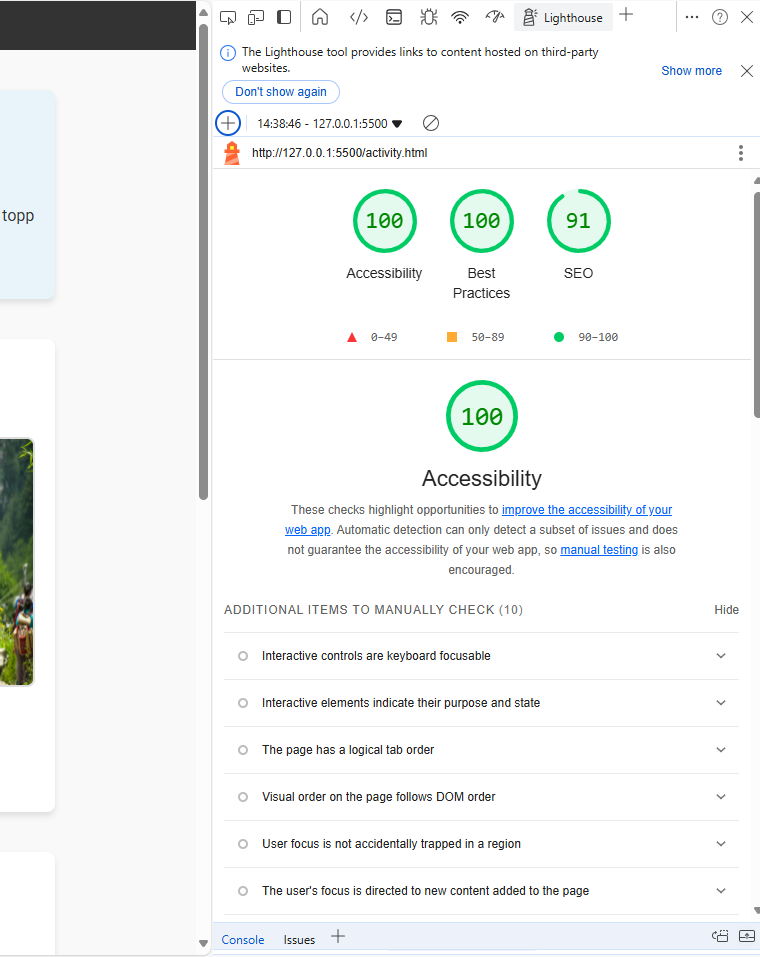 Lighthouse
The Lighthouse tool provides links to content hosted on third-party
websites.
Show more
Don't show again
14:38:46 - 127.0.0.1:5500
http://127.0.0.1:5500/activity.html
topp
100
100
91
Accessibility
Best
Practices
SEO
0–49
50–89
90–100
100
Accessibility
These checks highlight opportunities to improve the accessibility of your
web app. Automatic detection can only detect a subset of issues and does
not guarantee the accessibility of your web app, so manual testing is also
encouraged.
ADDITIONAL ITEMS TO MANUALLY CHECK (10)
Hide
Interactive controls are keyboard focusable
Interactive elements indicate their purpose and state
The page has a logical tab order
Visual order on the page follows DOM order
User focus is not accidentally trapped in a region
The user's focus is directed to new content added to the page
Console
Issues